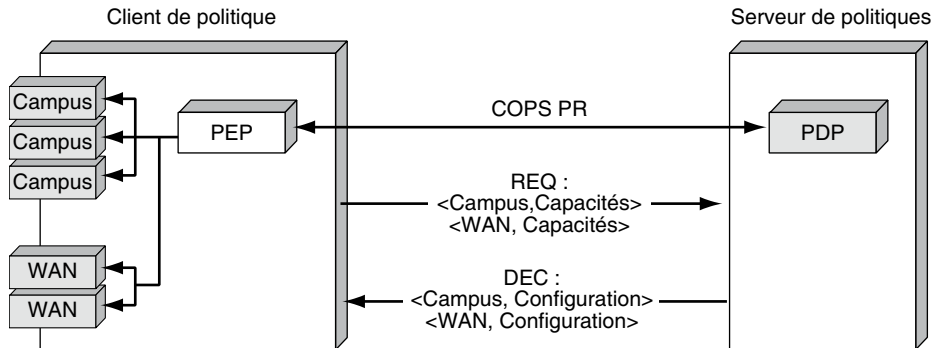 Client de politique
Serveur de politiques
Campus
Campus
Campus
PEP
COPS PR
PDP
REQ :
<Campus,Capacités>
<WAN, Capacités>
WAN
WAN
DEC :
<Campus, Configuration>
<WAN, Configuration>